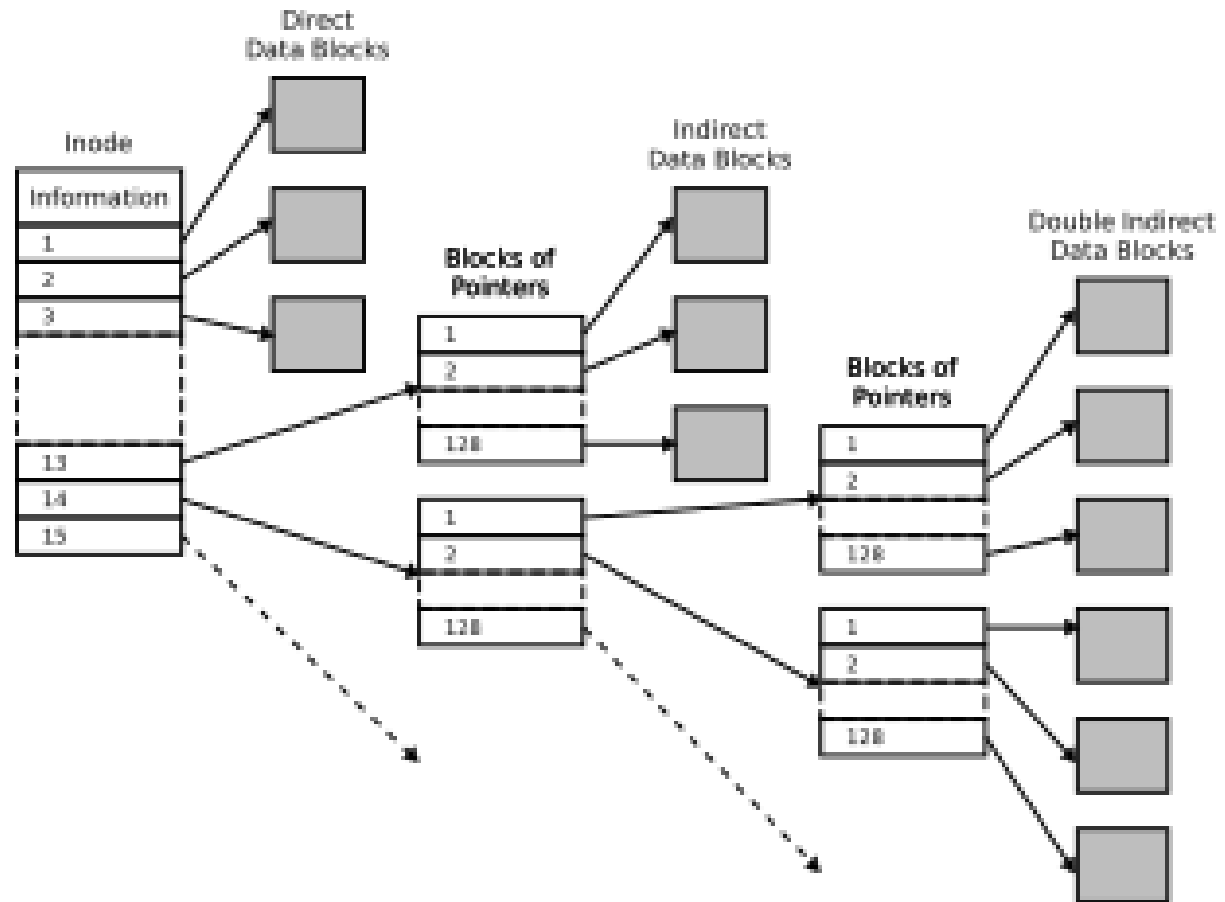 Direct
Data Blocks
Inode
Information
1
2
3
13
14
15
Blocks of
Pointers
1
2
128
1
2
128
Indirect
Data Blocks
Blocks of
Pointers
1
2
128
1
2
128
Double Indirect
Data Blocks